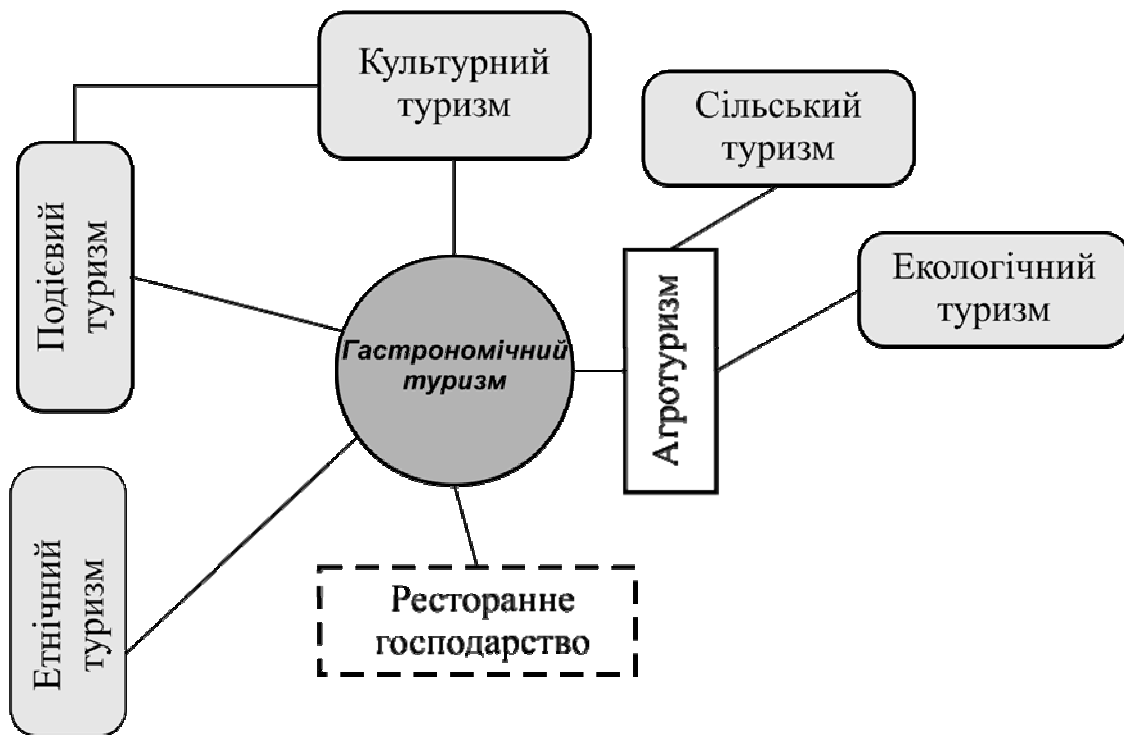 Культурний
туризм
Сільський
туризм
Подієвий
туризм
Екологічний
туризм
Гастрономічний
туризм
Агротуризм
Етнічний
туризм
Ресторанне
господарство